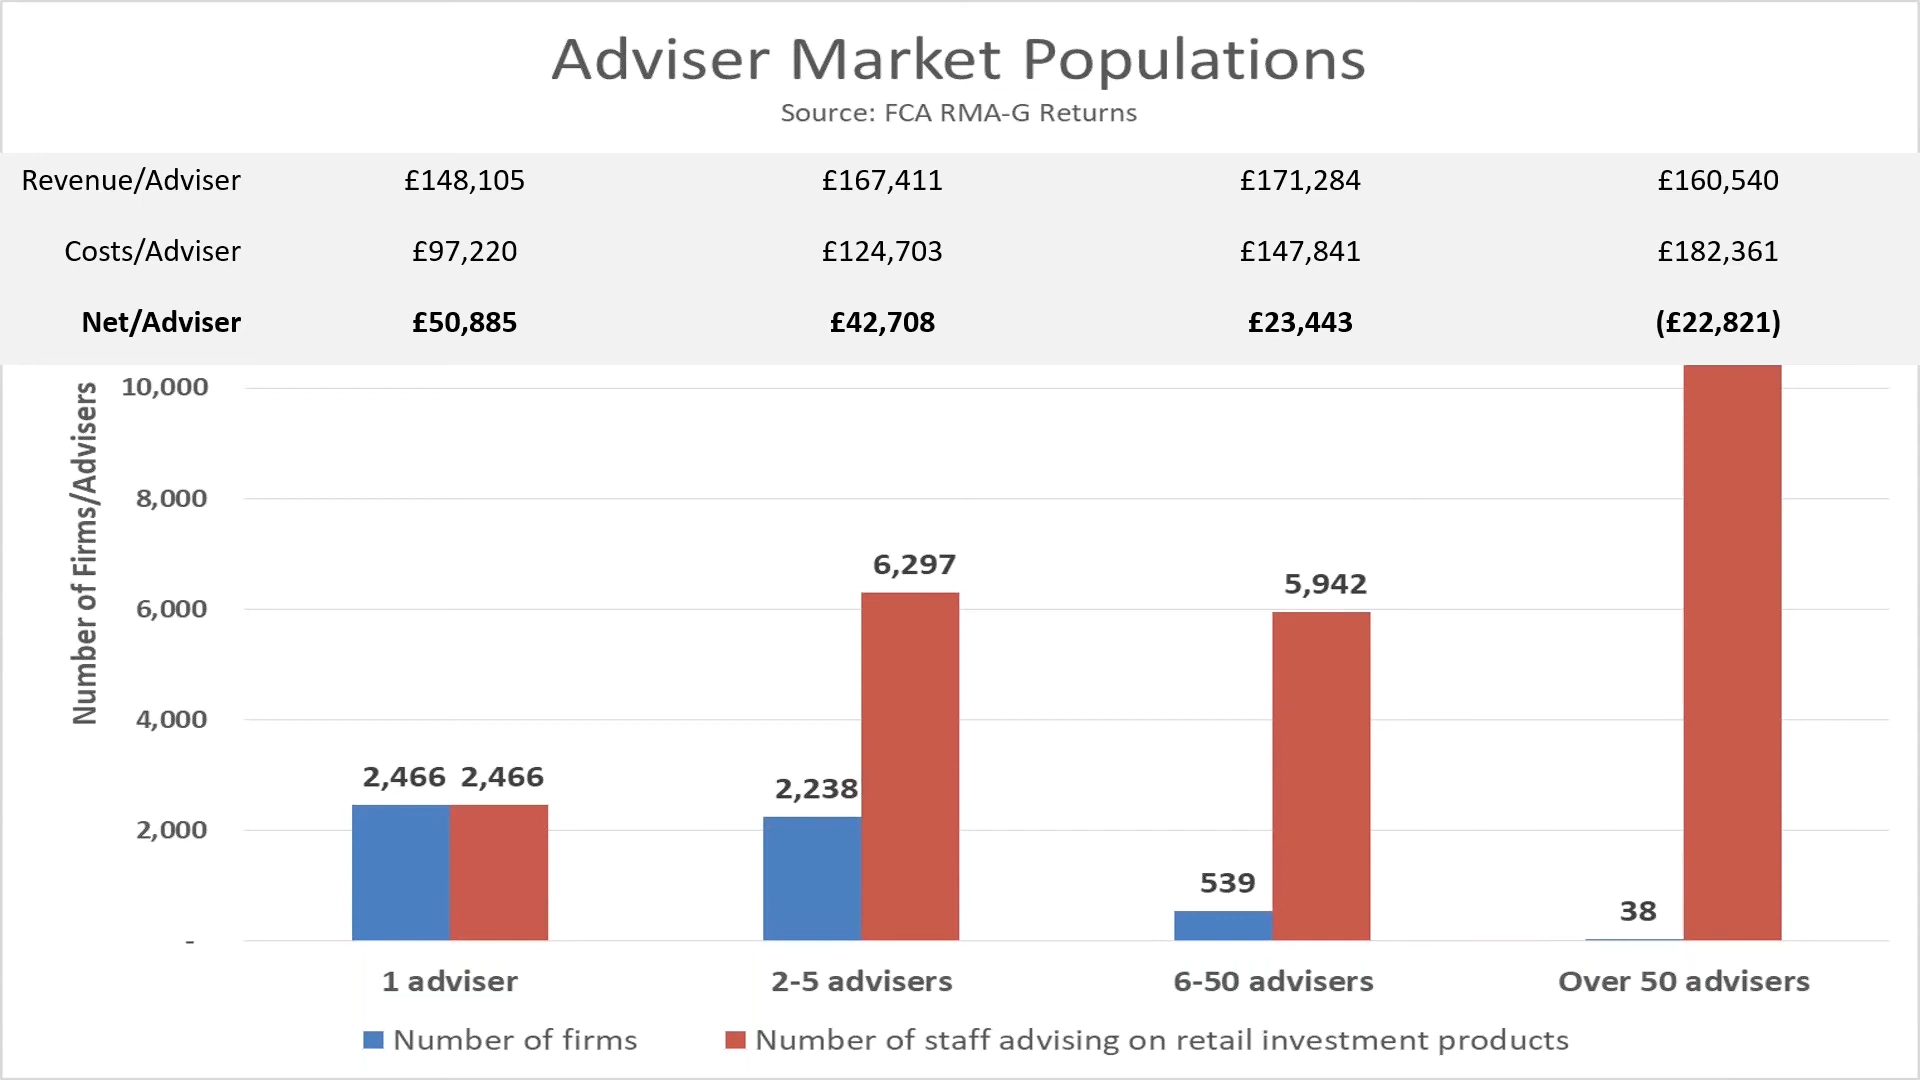 Adviser Market Populations
Source: FCA RMA-G Returns
Revenue/Adviser £148,105 £167,411 £171,284 £160,540
Costs/Adviser £97,220 £124,703 £147,841 £182,361
Net/Adviser £50,885 £42,708 £23,443 (£22,821)
Number of Firms/Advisers
10,000
8,000
6,000
4,000
2,000
-
2,466 2,466
2,238 6,297
539 5,942
38
1 adviser 2-5 advisers 6-50 advisers Over 50 advisers
Number of firms Number of staff advising on retail investment products